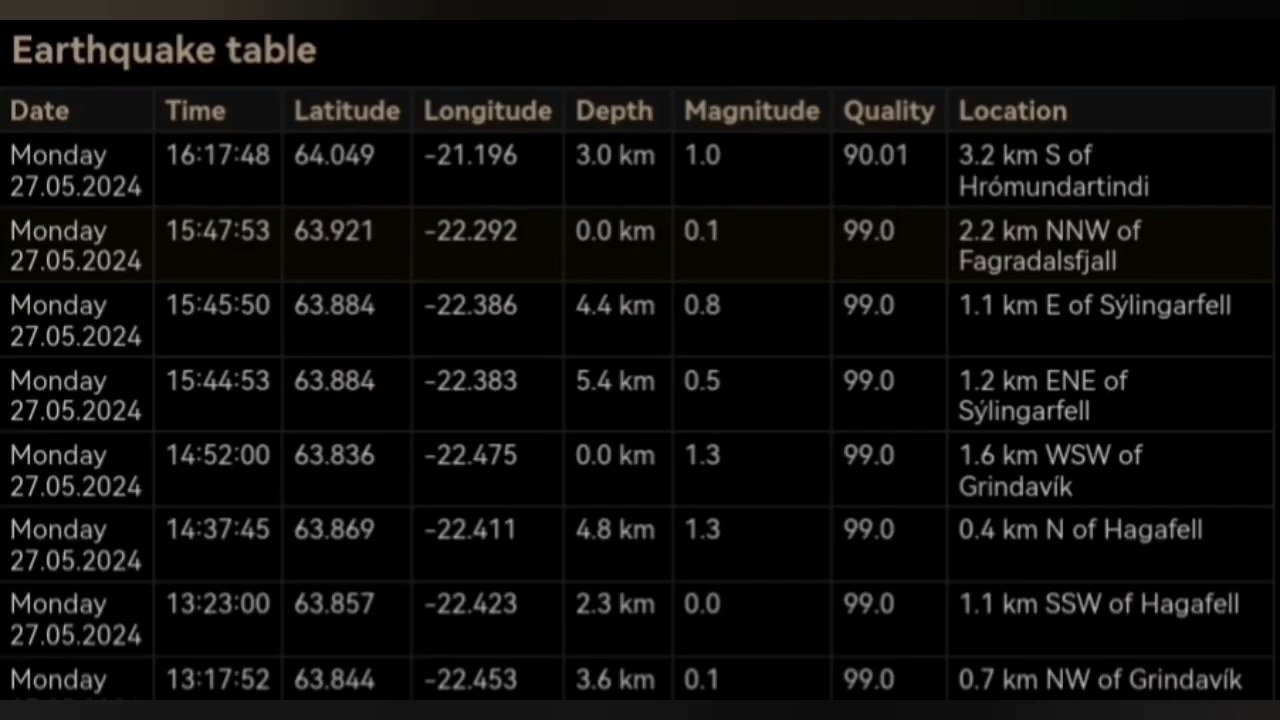 Earthquake table
Date Time Latitude Longitude Depth Magnitude Quality Location
Monday 16:17:48 64.049 -21.196 3.0 km 1.0 90.01 3.2 km S of
27.05.2024 Hrómundartindi
Monday 15:47:53 63.921 -22.292 0.0 km 0.1 99.0 2.2 km NNW of
27.05.2024 Fagradalsfjall
Monday 15:45:50 63.884 -22.386 4.4 km 0.8 99.0 1.1 km E of Sýlingarfell
27.05.2024
Monday 15:44:53 63.884 -22.383 5.4 km 0.5 99.0 1.2 km ENE of
27.05.2024 Sýlingarfell
Monday 14:52:00 63.836 -22.475 0.0 km 1.3 99.0 1.6 km WSW of
27.05.2024 Grindavík
Monday 14:37:45 63.869 -22.411 4.8 km 1.3 99.0 0.4 km N of Hagafell
27.05.2024
Monday 13:23:00 63.857 -22.423 2.3 km 0.0 99.0 1.1 km SSW of Hagafell
27.05.2024
Monday 13:17:52 63.844 -22.453 3.6 km 0.1 99.0 0.7 km NW of Grindavík